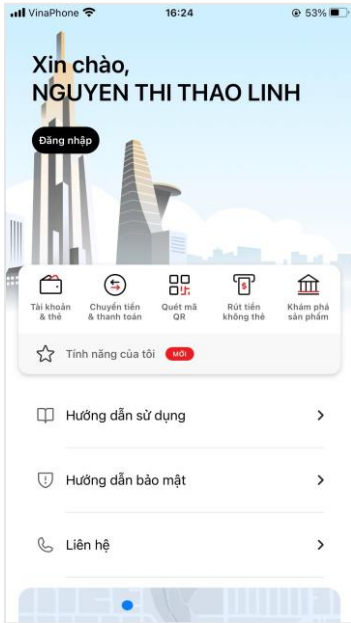 VinaPhone 16:24 53%
Xin chào,
NGUYEN THI THAO LINH
Đăng nhập
Tài khoản Chuyển tiền Quét mã Rút tiền Khám phá
& thẻ & thanh toán QR không thẻ sản phẩm
Tính năng của tôi MỚI
Hướng dẫn sử dụng
Hướng dẫn bảo mật
Liên hệ